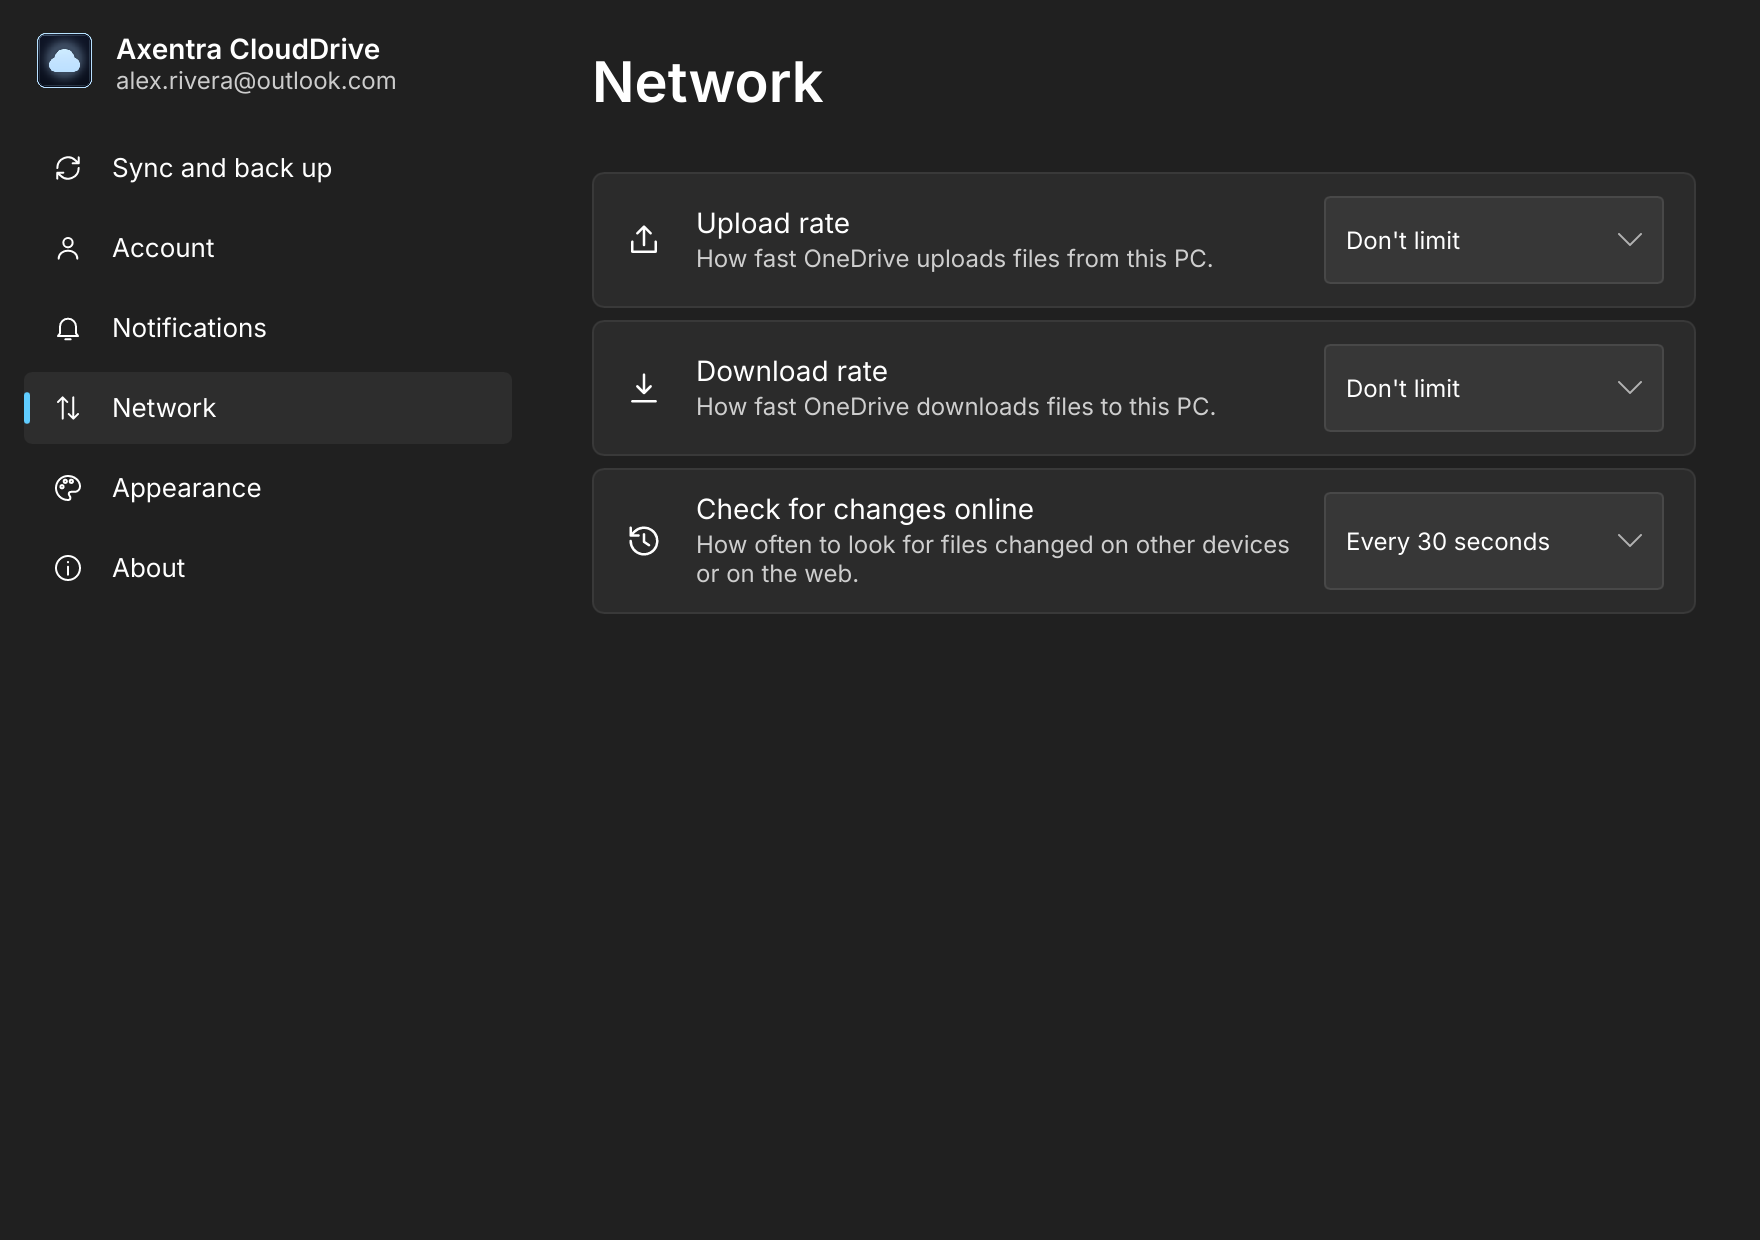 Axentra CloudDrive
alex.rivera@outlook.com
Sync and back up
Account
Notifications
Network
Appearance
About
Network
Upload rate
How fast OneDrive uploads files from this PC.
Don't limit
Download rate
How fast OneDrive downloads files to this PC.
Don't limit
Check for changes online
How often to look for files changed on other devices
or on the web.
Every 30 seconds